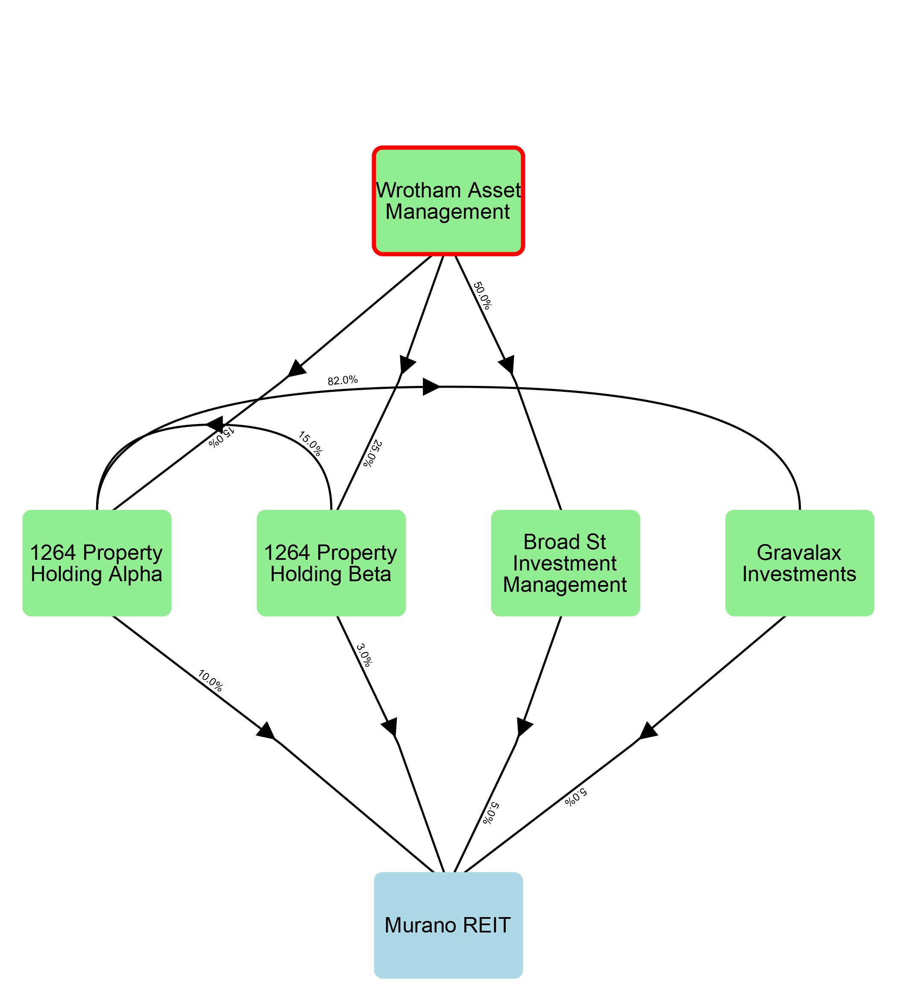 Wrotham Asset
Management
50.0%
82.0%
15.0%
15.0%
25.0%
1264 Property
Holding Alpha
1264 Property
Holding Beta
Broad St
Investment
Management
Gravalax
Investments
3.0%
10.0%
5.0%
5.0%
Murano REIT